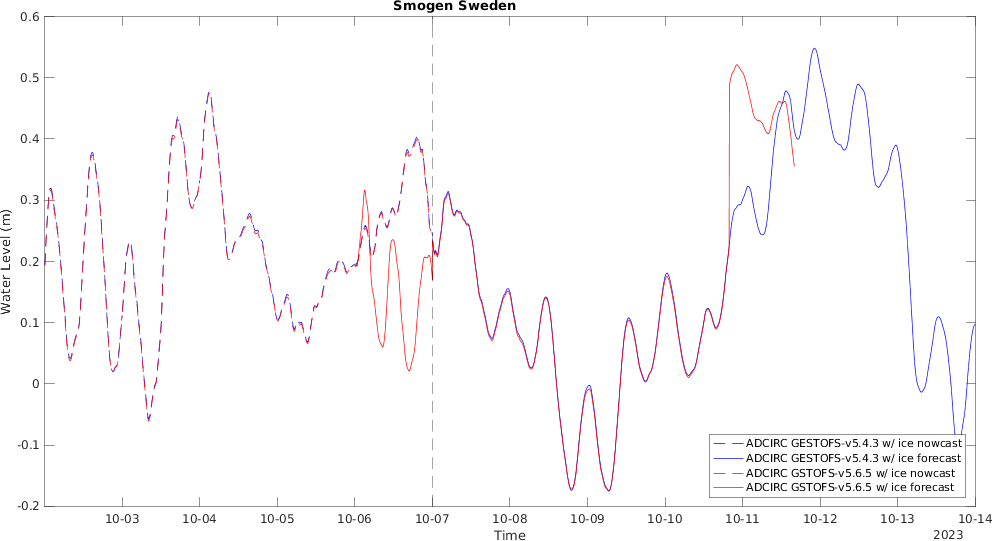 Smogen Sweden
0.6
0.5
0.4
0.3
0.2
0.1
0
-0.1
-0.2
Water Level (m)
ADCIRC GESTOFS-v5.4.3 w/ ice nowcast
ADCIRC GESTOFS-v5.4.3 w/ ice forecast
ADCIRC GSTOFS-v5.6.5 w/ ice nowcast
ADCIRC GSTOFS-v5.6.5 w/ ice forecast
10-03 10-04 10-05 10-06 10-07 10-08 10-09 10-10 10-11 10-12 10-13 10-14
Time
2023